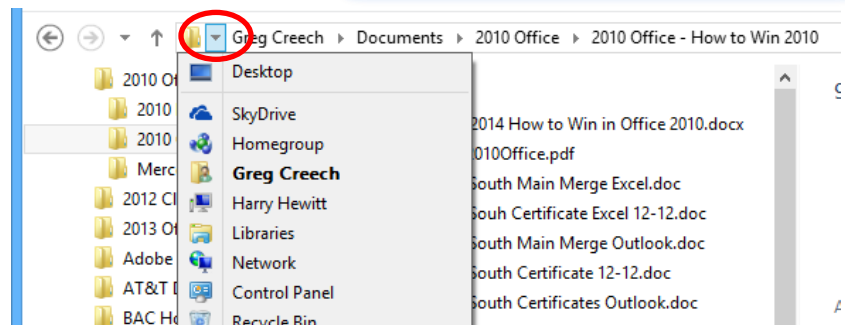 Greg Creech Documents 2010 Office 2010 Office - How to Win 2010
Desktop
SkyDrive
Homegroup
Greg Creech
Harry Hewitt
Libraries
Network
Control Panel
Recycle Bin
2010 Of
2010
2010
Merc
2012 Cl
2013 Of
Adobe
AT&T
BAC Ho
2014 How to Win in Office 2010.docx
2010Office.pdf
South Main Merge Excel.doc
Souh Certificate Excel 12-12.doc
South Main Merge Outlook.doc
South Certificate 12-12.doc
South Certificates Outlook.doc